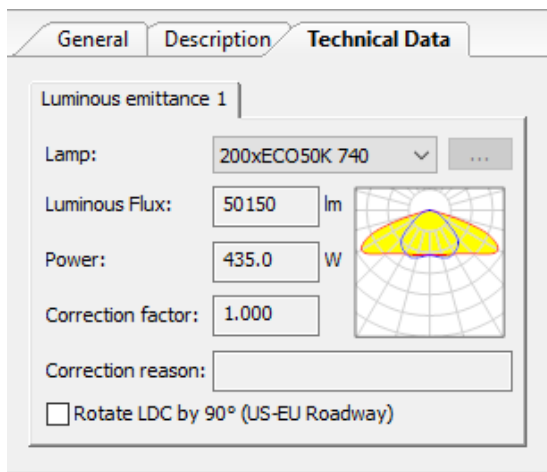 General Description Technical Data
Luminous emittance 1
Lamp: 200xECO50K 740 ...
Luminous Flux: 50150 lm
Power: 435.0 W
Correction factor: 1.000
Correction reason:
Rotate LDC by 90° (US-EU Roadway)